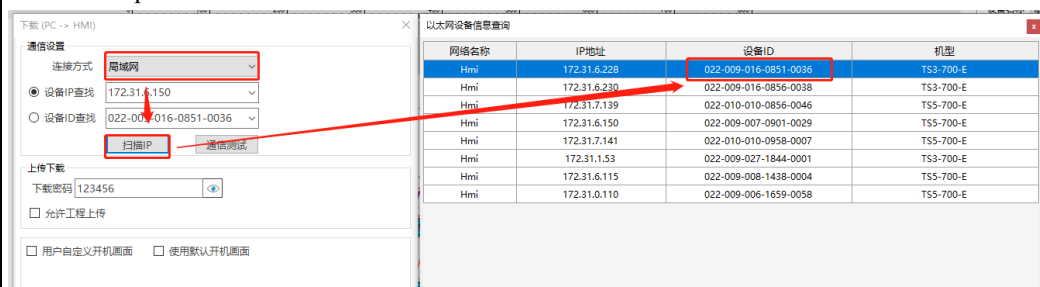 下载 (PC -> HMI)
通信设置
连接方式 局域网
设备IP查找 172.31.6.150
设备ID查找 022-009-016-0851-0036
扫描IP 通信测试
上传下载
下载密码 123456
允许工程上传
用户自定义开机画面 使用默认开机画面
以太网设备信息查询
网络名称 IP地址 设备ID 机型
Hmi 172.31.6.228 022-009-016-0851-0036 TS3-700-E
Hmi 172.31.6.230 022-009-016-0856-0038 TS3-700-E
Hmi 172.31.7.139 022-010-010-0856-0046 TS5-700-E
Hmi 172.31.6.150 022-009-007-0901-0029 TS5-700-E
Hmi 172.31.7.141 022-010-010-0958-0007 TS5-700-E
Hmi 172.31.1.53 022-009-027-1844-0001 TS3-700-E
Hmi 172.31.6.115 022-009-008-1438-0004 TS5-700-E
Hmi 172.31.0.110 022-009-006-1659-0058 TS5-700-E